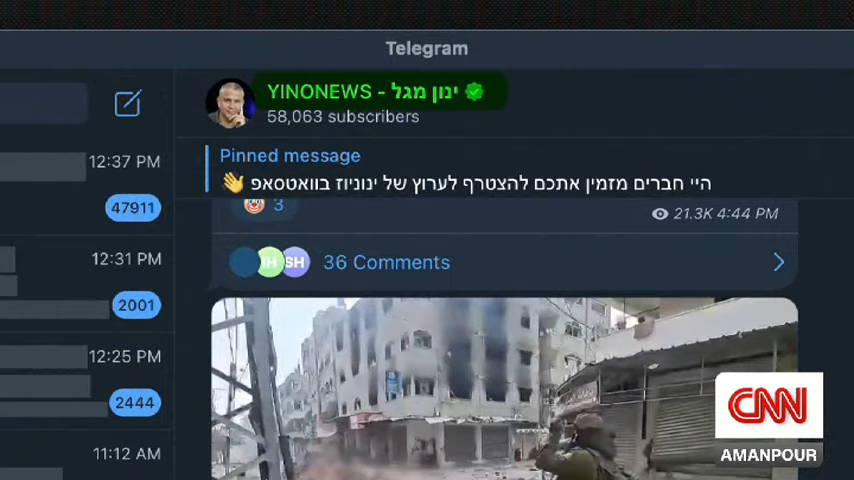 Telegram
YINONEWS - ינון מגל
58,063 subscribers
12:37 PM
Pinned message
היי חברים מזמין אתכם להצטרף לערוץ של ינוניוז בוואטסאפ 👋
47911
3
21.3K 4:44 PM
12:31 PM
IH SH 36 Comments
2001
12:25 PM
2444
CNN
11:12 AM
AMANPOUR